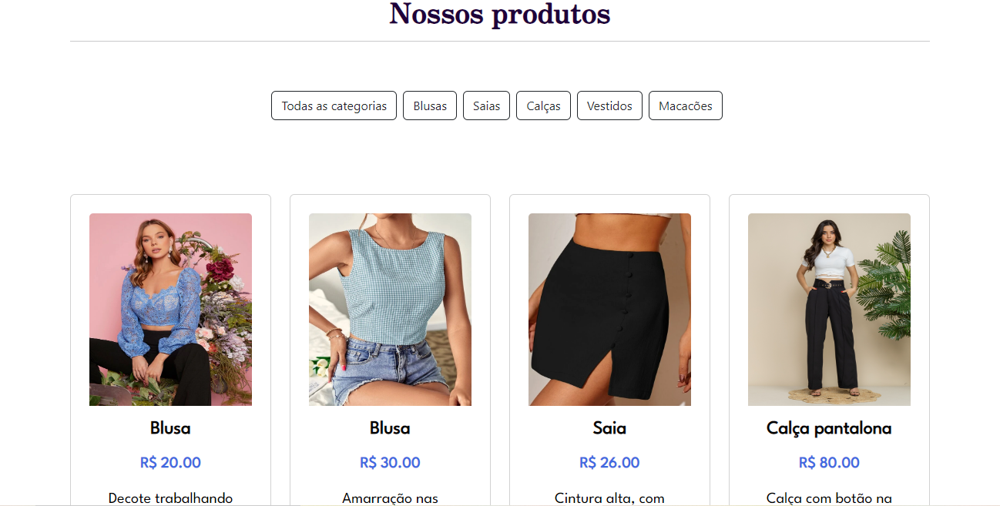 Nossos produtos
Todas as categorias Blusas Saias Calças Vestidos Macacões
Blusa Blusa Saia Calça pantalona
R$ 20.00 R$ 30.00 R$ 26.00 R$ 80.00
Decote trabalhando Amarração nas Cintura alta, com Calça com botão na